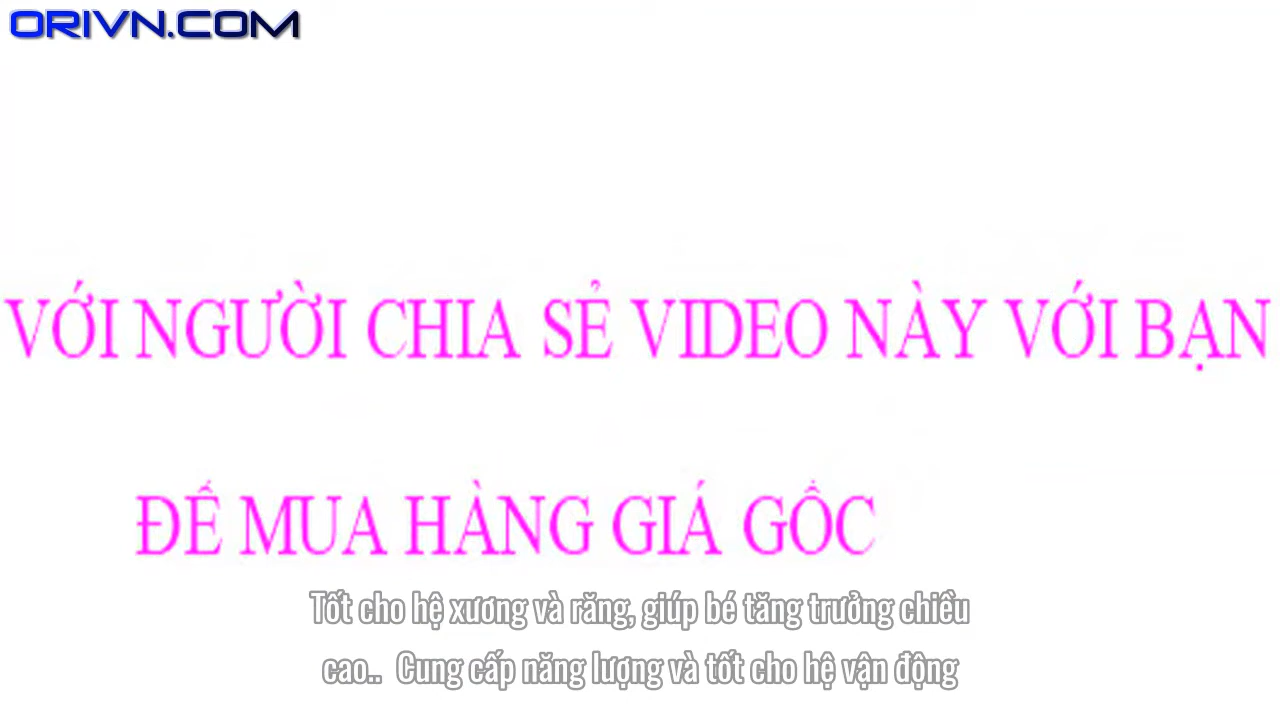 ORIVN.COM
VỚI NGƯỜI CHIA SẺ VIDEO NÀY VỚI BẠN
ĐẾ MUA HÀNG GIÁ GỐC
Tốt cho hệ xương và răng, giúp bé tăng trưởng chiều
cao.. Cung cấp năng lượng và tốt cho hệ vận động